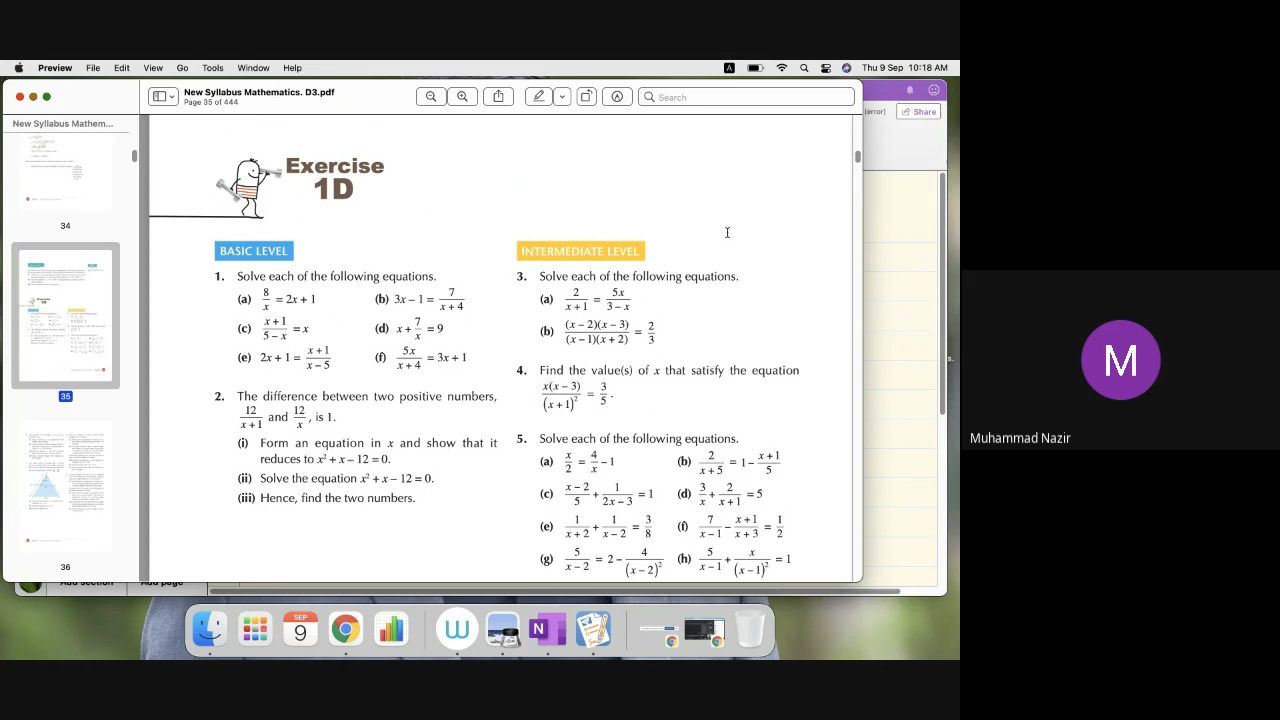 Preview File Edit View Go Tools Window Help
A Thu 9 Sep 10:18 AM
New Syllabus Mathematics. D3.pdf
Page 35 of 444
Search
New Syllabus Mathem...
(error) Share
34
35
36
Exercise
1D
BASIC LEVEL
1. Solve each of the following equations.
(a) 8/x = 2x + 1 (b) 3x − 1 = 7/(x + 4)
(c) (x + 1)/(5 − x) = x (d) x + 7/x = 9
(e) 2x + 1 = (x + 1)/(x − 5) (f) 5x/(x + 4) = 3x + 1
2. The difference between two positive numbers,
12/(x + 1) and 12/x, is 1.
(i) Form an equation in x and show that it
reduces to x² + x − 12 = 0.
(ii) Solve the equation x² + x − 12 = 0.
(iii) Hence, find the two numbers.
INTERMEDIATE LEVEL
3. Solve each of the following equations.
(a) 2/(x + 1) = 5x/(3 − x)
(b) (x − 2)(x − 3)/(x − 1)(x + 2) = 2/3
4. Find the value(s) of x that satisfy the equation
x(x − 3)/(x + 1)² = 3/5.
5. Solve each of the following equations.
(a) x/2 = 4/x − 1 (b) 2/(x + 5) = 1 − (x + 1)/5
(c) (x − 2)/5 + 1/(2x − 3) = 1 (d) 3/x + 2/(x + 1) =
(e) 1/(x + 2) + 1/(x − 2) = 3/8 (f) 7/(x − 1) − (x + 1)/(x + 3) = 1/2
(g) 5/(x − 2) = 2 − 4/(x − 2)² (h) 5/(x − 1) + x/(x − 1)² = 1
s.
Add section Add page
SEP
9
W
N
M
Muhammad Nazir